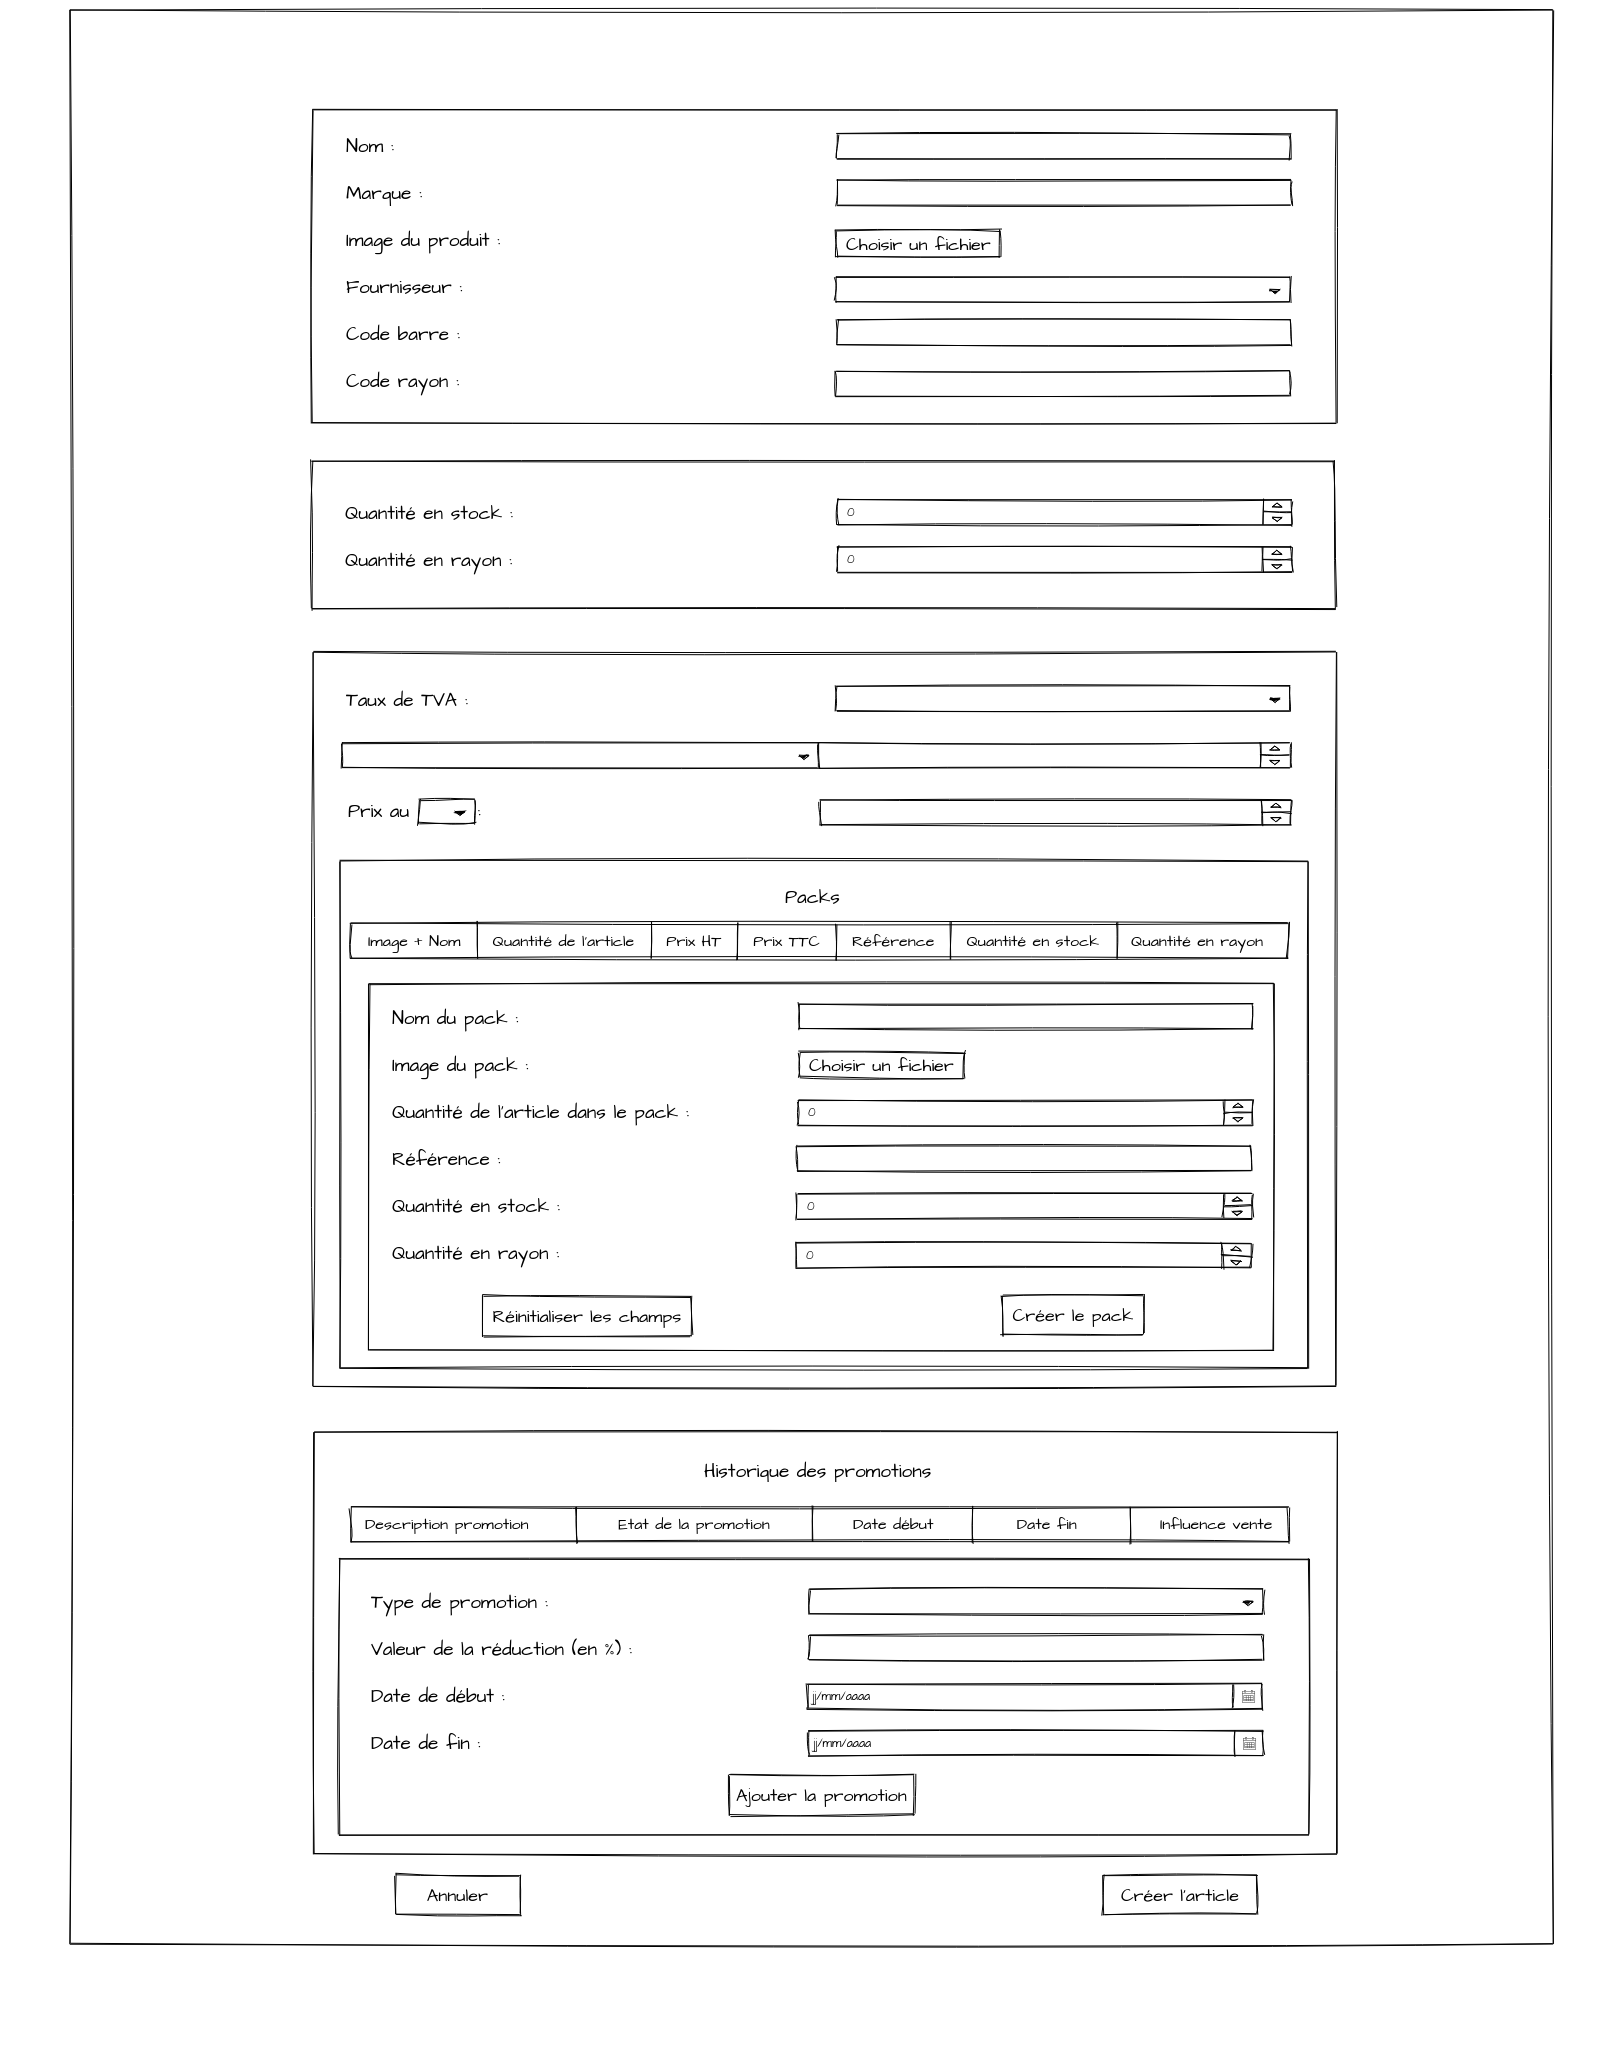 Nom :
Marque :
Image du produit :
Choisir un fichier
Fournisseur :
Code barre :
Code rayon :
Quantité en stock :
0
Quantité en rayon :
0
Taux de TVA :
Prix au :
Packs
Image + Nom Quantité de l'article Prix HT Prix TTC Référence Quantité en stock Quantité en rayon
Nom du pack :
Image du pack :
Choisir un fichier
Quantité de l'article dans le pack :
0
Référence :
Quantité en stock :
0
Quantité en rayon :
0
Réinitialiser les champs
Créer le pack
Historique des promotions
Description promotion Etat de la promotion Date début Date fin Influence vente
Type de promotion :
Valeur de la réduction (en %) :
Date de début :
jj/mm/aaaa
Date de fin :
jj/mm/aaaa
Ajouter la promotion
Annuler
Créer l'article